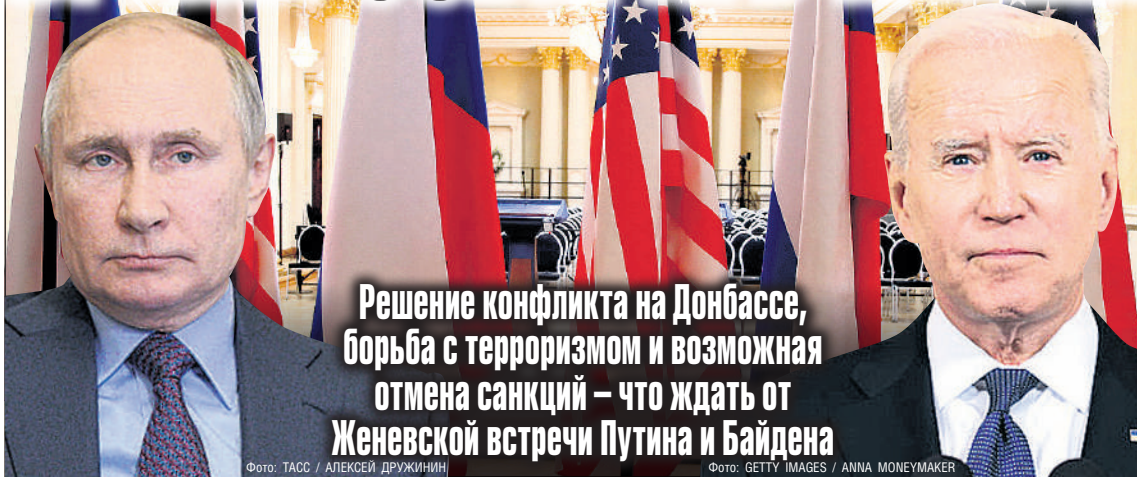 Решение конфликта на Донбассе,
борьба с терроризмом и возможная
отмена санкций – что ждать от
Женевской встречи Путина и Байдена
Фото: ТАСС / АЛЕКСЕЙ ДРУЖИНИН
Фото: GETTY IMAGES / ANNA MONEYMAKER